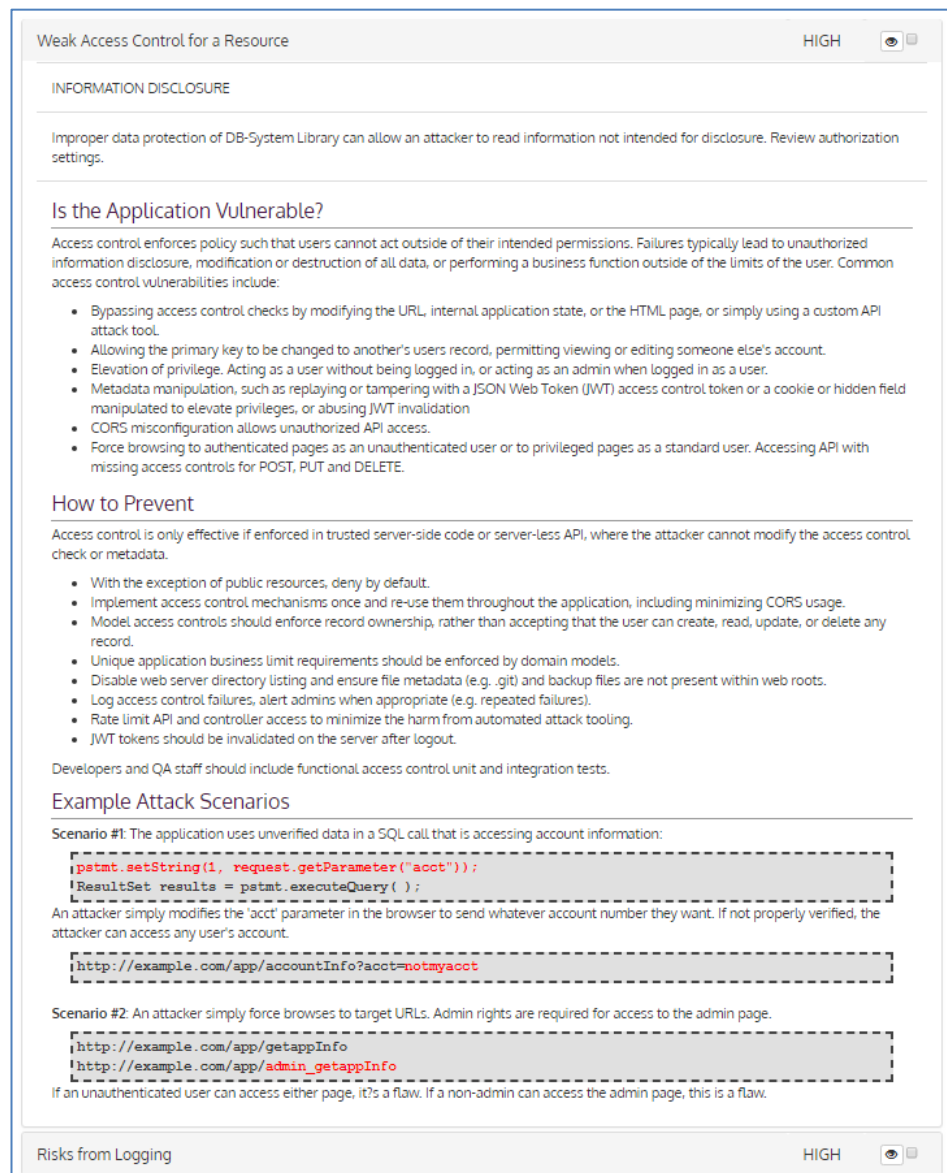 Weak Access Control for a Resource HIGH
INFORMATION DISCLOSURE
Improper data protection of DB-System Library can allow an attacker to read information not intended for disclosure. Review authorization
settings.
Is the Application Vulnerable?
Access control enforces policy such that users cannot act outside of their intended permissions. Failures typically lead to unauthorized
information disclosure, modification or destruction of all data, or performing a business function outside of the limits of the user. Common
access control vulnerabilities include:
• Bypassing access control checks by modifying the URL, internal application state, or the HTML page, or simply using a custom API
attack tool.
• Allowing the primary key to be changed to another's users record, permitting viewing or editing someone else's account.
• Elevation of privilege. Acting as a user without being logged in, or acting as an admin when logged in as a user.
• Metadata manipulation, such as replaying or tampering with a JSON Web Token (JWT) access control token or a cookie or hidden field
manipulated to elevate privileges, or abusing JWT invalidation
• CORS misconfiguration allows unauthorized API access.
• Force browsing to authenticated pages as an unauthenticated user or to privileged pages as a standard user. Accessing API with
missing access controls for POST, PUT and DELETE.
How to Prevent
Access control is only effective if enforced in trusted server-side code or server-less API, where the attacker cannot modify the access control
check or metadata.
• With the exception of public resources, deny by default.
• Implement access control mechanisms once and re-use them throughout the application, including minimizing CORS usage.
• Model access controls should enforce record ownership, rather than accepting that the user can create, read, update, or delete any
record.
• Unique application business limit requirements should be enforced by domain models.
• Disable web server directory listing and ensure file metadata (e.g. .git) and backup files are not present within web roots.
• Log access control failures, alert admins when appropriate (e.g. repeated failures).
• Rate limit API and controller access to minimize the harm from automated attack tooling.
• JWT tokens should be invalidated on the server after logout.
Developers and QA staff should include functional access control unit and integration tests.
Example Attack Scenarios
Scenario #1: The application uses unverified data in a SQL call that is accessing account information:
pstmt.setString(1, request.getParameter("acct"));
ResultSet results = pstmt.executeQuery( );
An attacker simply modifies the 'acct' parameter in the browser to send whatever account number they want. If not properly verified, the
attacker can access any user's account.
http://example.com/app/accountInfo?acct=notmyacct
Scenario #2: An attacker simply force browses to target URLs. Admin rights are required for access to the admin page.
http://example.com/app/getappInfo
http://example.com/app/admin_getappInfo
If an unauthenticated user can access either page, it?s a flaw. If a non-admin can access the admin page, this is a flaw.
Risks from Logging HIGH